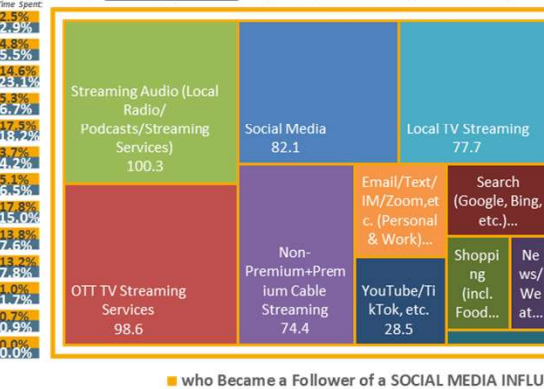 Time Spent:
2.5%
2.9%
4.8%
5.5%
14.6%
23.1%
5.3%
6.7%
17.5%
18.2%
3.7%
4.2%
5.1%
6.5%
17.8%
15.0%
13.8%
7.6%
13.2%
7.8%
1.0%
1.7%
0.7%
0.9%
0.0%
0.0%
Streaming Audio (Local
Radio/
Podcasts/Streaming
Services)
100.3
Social Media
82.1
Local TV Streaming
77.7
OTT TV Streaming
Services
98.6
Non-
Premium+Prem
ium Cable
Streaming
74.4
Email/Text/
IM/Zoom,et
c. (Personal
& Work)...
Search
(Google, Bing,
etc.)...
YouTube/Ti
kTok, etc.
28.5
Shoppi
ng
(incl.
Food...
Ne
ws/
We
at...
who Became a Follower of a SOCIAL MEDIA INFLU